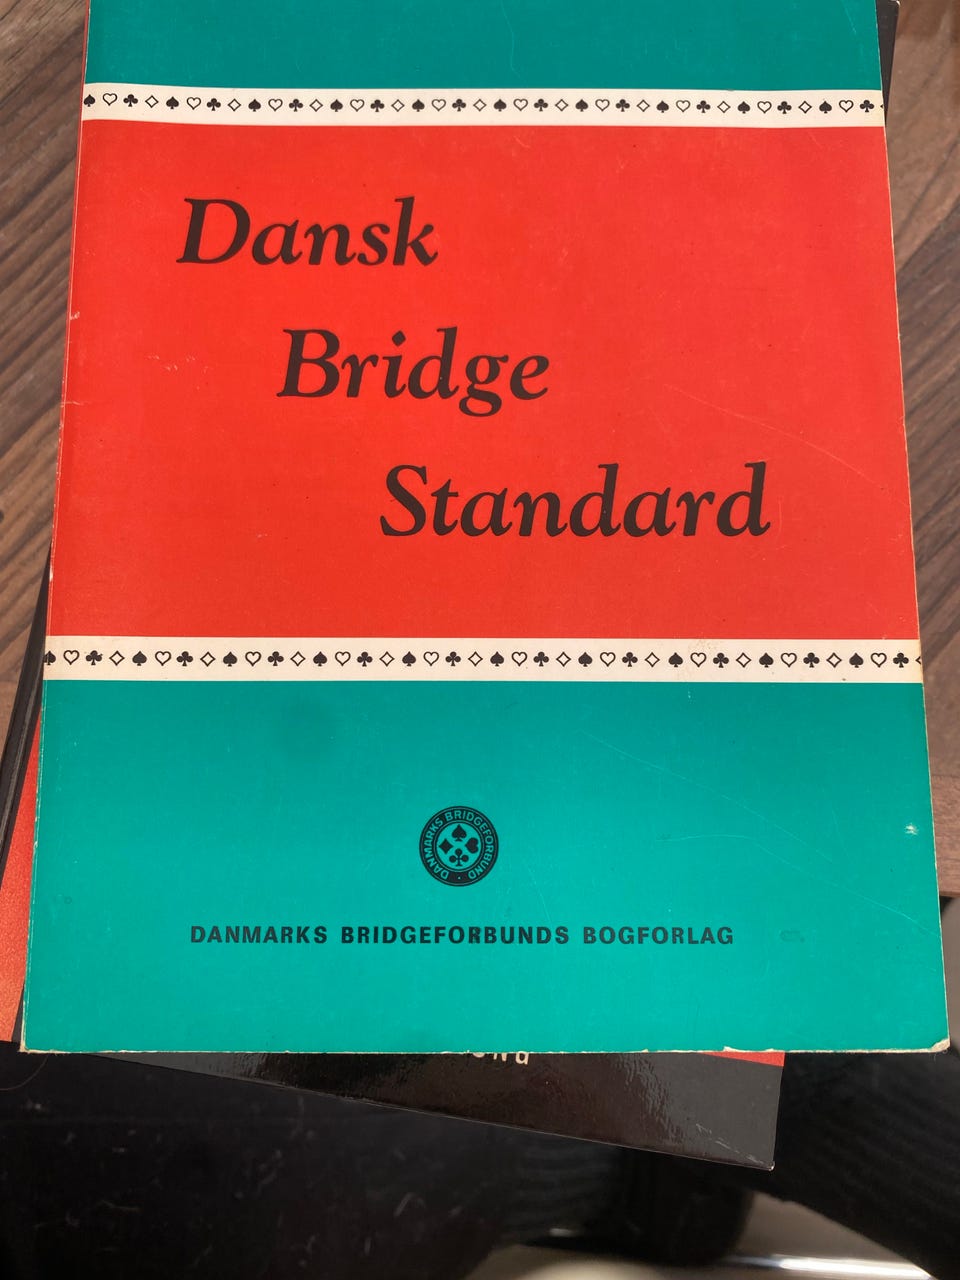 Dansk
Bridge
Standard
DANMARKS BRIDGEFORBUND
DANMARKS BRIDGEFORBUNDS BOGFORLAG